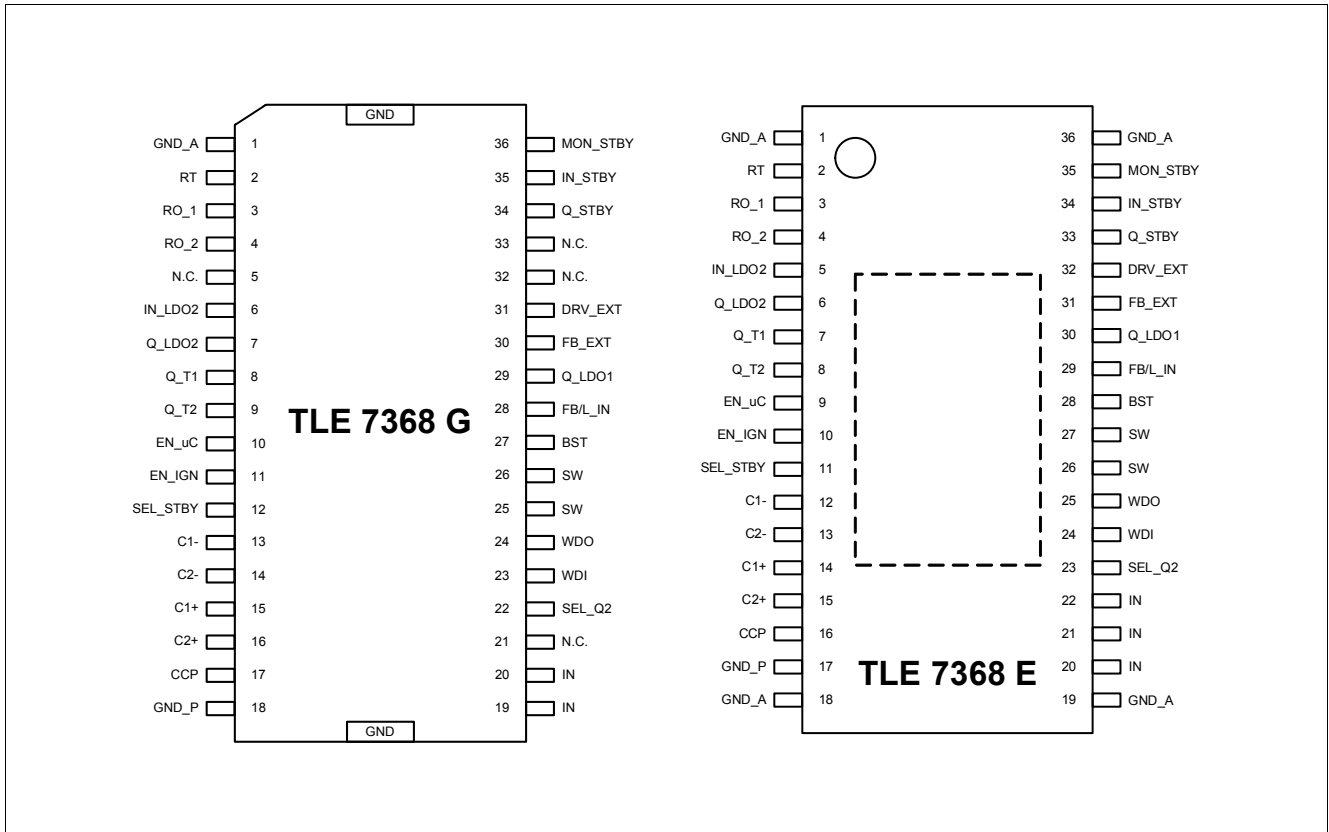 GND
GND_A 1 36 MON_STBY
RT 2 35 IN_STBY
RO_1 3 34 Q_STBY
RO_2 4 33 N.C.
N.C. 5 32 N.C.
IN_LDO2 6 31 DRV_EXT
Q_LDO2 7 30 FB_EXT
Q_T1 8 29 Q_LDO1
Q_T2 9 28 FB/L_IN
TLE 7368 G
EN_uC 10 27 BST
EN_IGN 11 26 SW
SEL_STBY 12 25 SW
C1- 13 24 WDO
C2- 14 23 WDI
C1+ 15 22 SEL_Q2
C2+ 16 21 N.C.
CCP 17 20 IN
GND_P 18 19 IN
GND
GND_A 1 36 GND_A
RT 2 35 MON_STBY
RO_1 3 34 IN_STBY
RO_2 4 33 Q_STBY
IN_LDO2 5 32 DRV_EXT
Q_LDO2 6 31 FB_EXT
Q_T1 7 30 Q_LDO1
Q_T2 8 29 FB/L_IN
EN_uC 9 28 BST
EN_IGN 10 27 SW
SEL_STBY 11 26 SW
C1- 12 25 WDO
C2- 13 24 WDI
C1+ 14 23 SEL_Q2
C2+ 15 22 IN
CCP 16 21 IN
GND_P 17 20 IN
TLE 7368 E
GND_A 18 19 GND_A